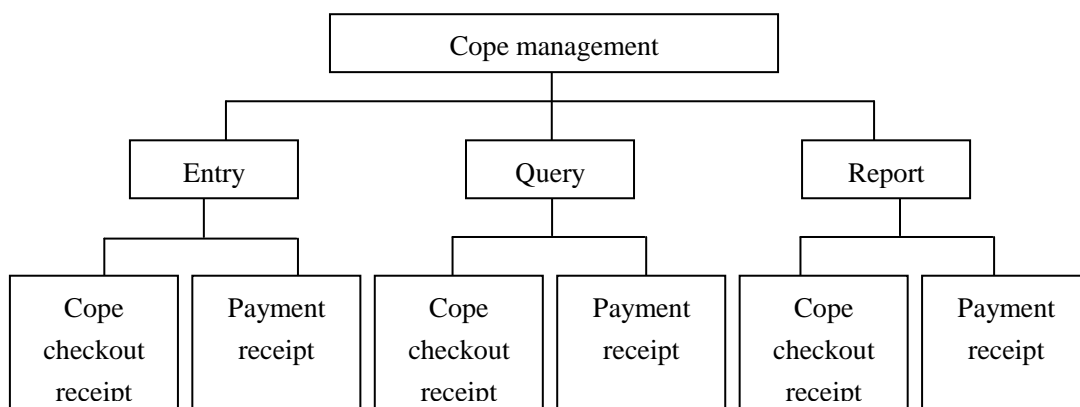 Cope management
Entry
Query
Report
Cope
checkout
receipt
Payment
receipt
Cope
checkout
receipt
Payment
receipt
Cope
checkout
receipt
Payment
receipt